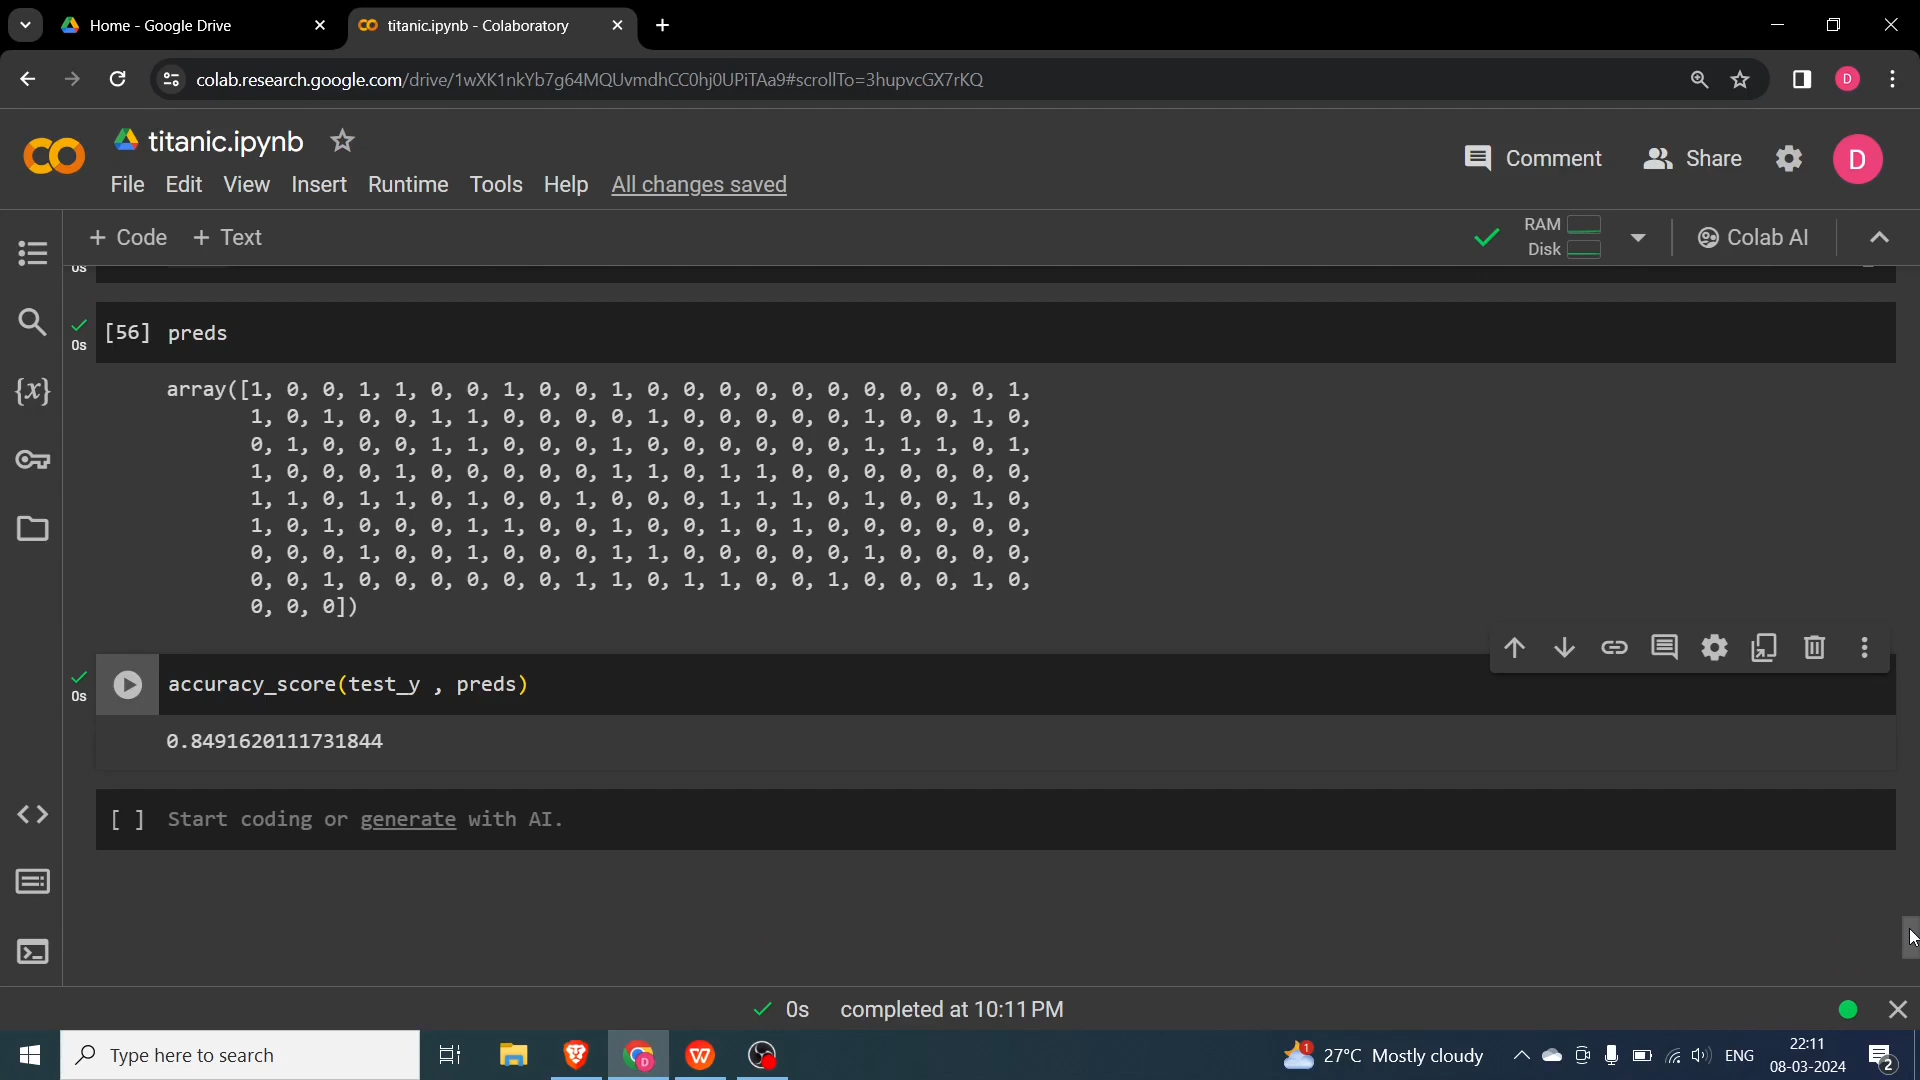 Home - Google Drive
titanic.ipynb - Colaboratory
colab.research.google.com/drive/1wXK1nkYb7g64MQUvmdhCC0hj0UPiTAa9#scrollTo=3hupvcGX7rKQ
D
titanic.ipynb
Comment
Share
D
File Edit View Insert Runtime Tools Help All changes saved
+ Code + Text
RAM
Disk
Colab AI
0s
[56] preds
0s
array([1, 0, 0, 1, 1, 0, 0, 1, 0, 0, 1, 0, 0, 0, 0, 0, 0, 0, 0, 0, 0, 1,
1, 0, 1, 0, 0, 1, 1, 0, 0, 0, 0, 1, 0, 0, 0, 0, 0, 1, 0, 0, 1, 0,
0, 1, 0, 0, 0, 1, 1, 0, 0, 0, 1, 0, 0, 0, 0, 0, 0, 1, 1, 1, 0, 1,
1, 0, 0, 0, 1, 0, 0, 0, 0, 0, 1, 1, 0, 1, 1, 0, 0, 0, 0, 0, 0, 0,
1, 1, 0, 1, 1, 0, 1, 0, 0, 1, 0, 0, 0, 1, 1, 1, 0, 1, 0, 0, 1, 0,
1, 0, 1, 0, 0, 0, 1, 1, 0, 0, 1, 0, 0, 1, 0, 1, 0, 0, 0, 0, 0, 0,
0, 0, 0, 1, 0, 0, 1, 0, 0, 0, 1, 1, 0, 0, 0, 0, 0, 1, 0, 0, 0, 0,
0, 0, 1, 0, 0, 0, 0, 0, 0, 1, 1, 0, 1, 1, 0, 0, 1, 0, 0, 0, 1, 0,
0, 0, 0])
accuracy_score(test_y , preds)
0s
0.8491620111731844
[ ] Start coding or generate with AI.
0s completed at 10:11 PM
Type here to search
1
27°C Mostly cloudy
ENG
22:11
08-03-2024
2